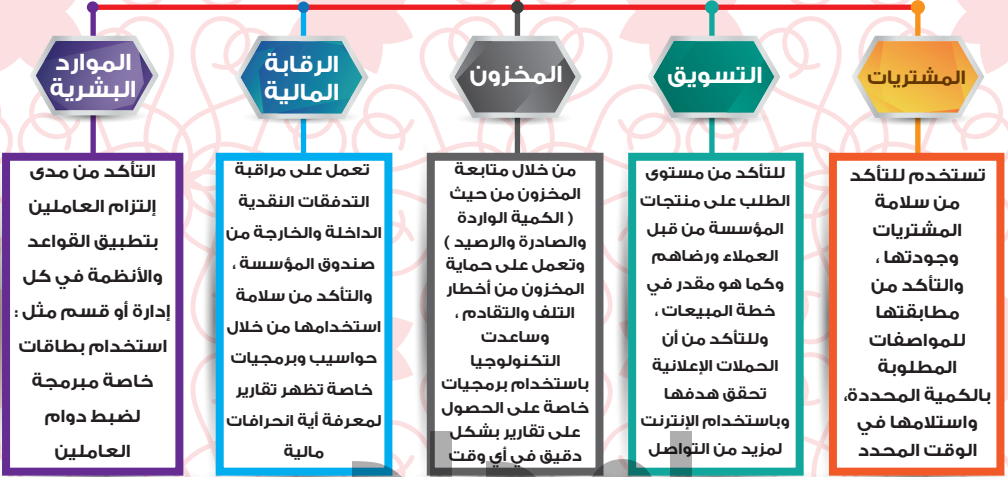 المشتريات
تستخدم للتأكد
من سلامة
المشتريات
وجودتها ،
والتأكد من
مطابقتها
للمواصفات
المطلوبة
بالكمية المحددة،
واستلامها في
الوقت المحدد
التسويق
للتأكد من مستوى
الطلب على منتجات
المؤسسة من قبل
العملاء ورضاهم
وكما هو مقدر في
خطة المبيعات ،
وللتأكد من أن
الحملات الإعلانية
تحقق هدفها
وباستخدام الإنترنت
لمزيد من التواصل
المخزون
من خلال متابعة
المخزون من حيث
( الكمية الواردة
والصادرة والرصيد )
وتعمل على حماية
المخزون من أخطار
التلف والتقادم ،
وساعدت
التكنولوجيا
باستخدام برمجيات
خاصة على الحصول
على تقارير بشكل
دقيق في أي وقت
الرقابة
المالية
تعمل على مراقبة
التدفقات النقدية
الداخلة والخارجة من
صندوق المؤسسة ،
والتأكد من سلامة
استخدامها من خلال
حواسيب وبرمجيات
خاصة تظهر تقارير
لمعرفة أية انحرافات
مالية
الموارد
البشرية
التأكد من مدى
إلتزام العاملين
بتطبيق القواعد
والأنظمة في كل
إدارة أو قسم مثل :
استخدام بطاقات
خاصة مبرمجة
لضبط دوام
العاملين